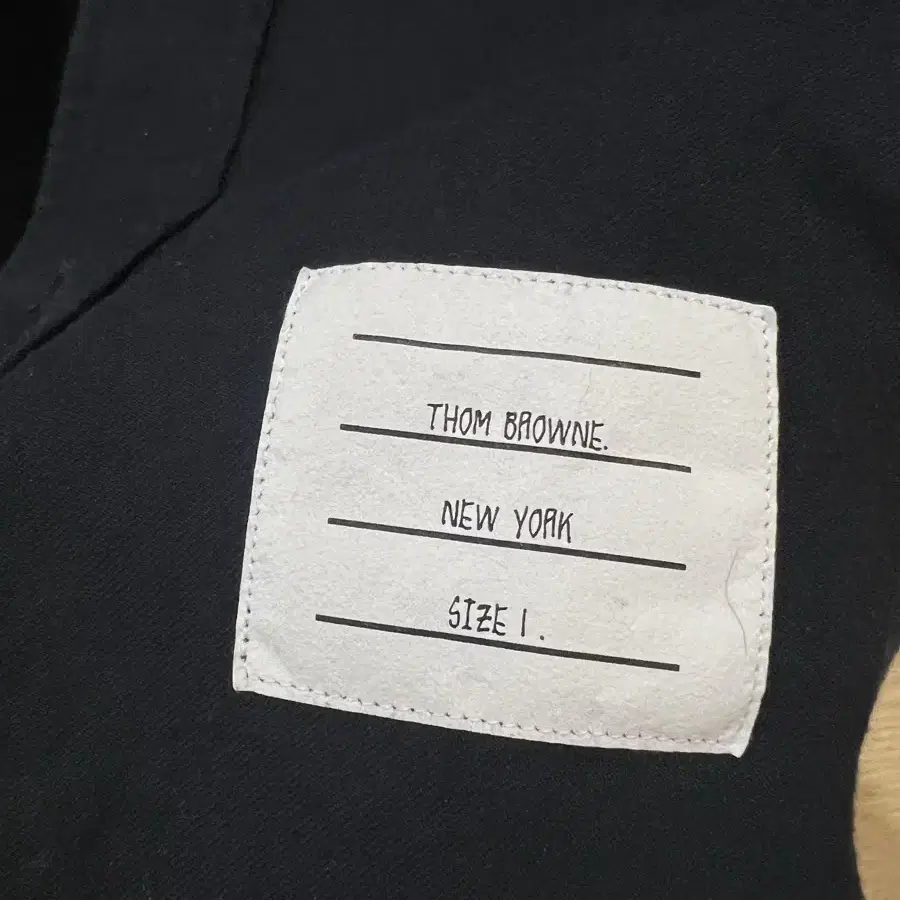 THOM BROWNE.
NEW YORK
SIZE 1.